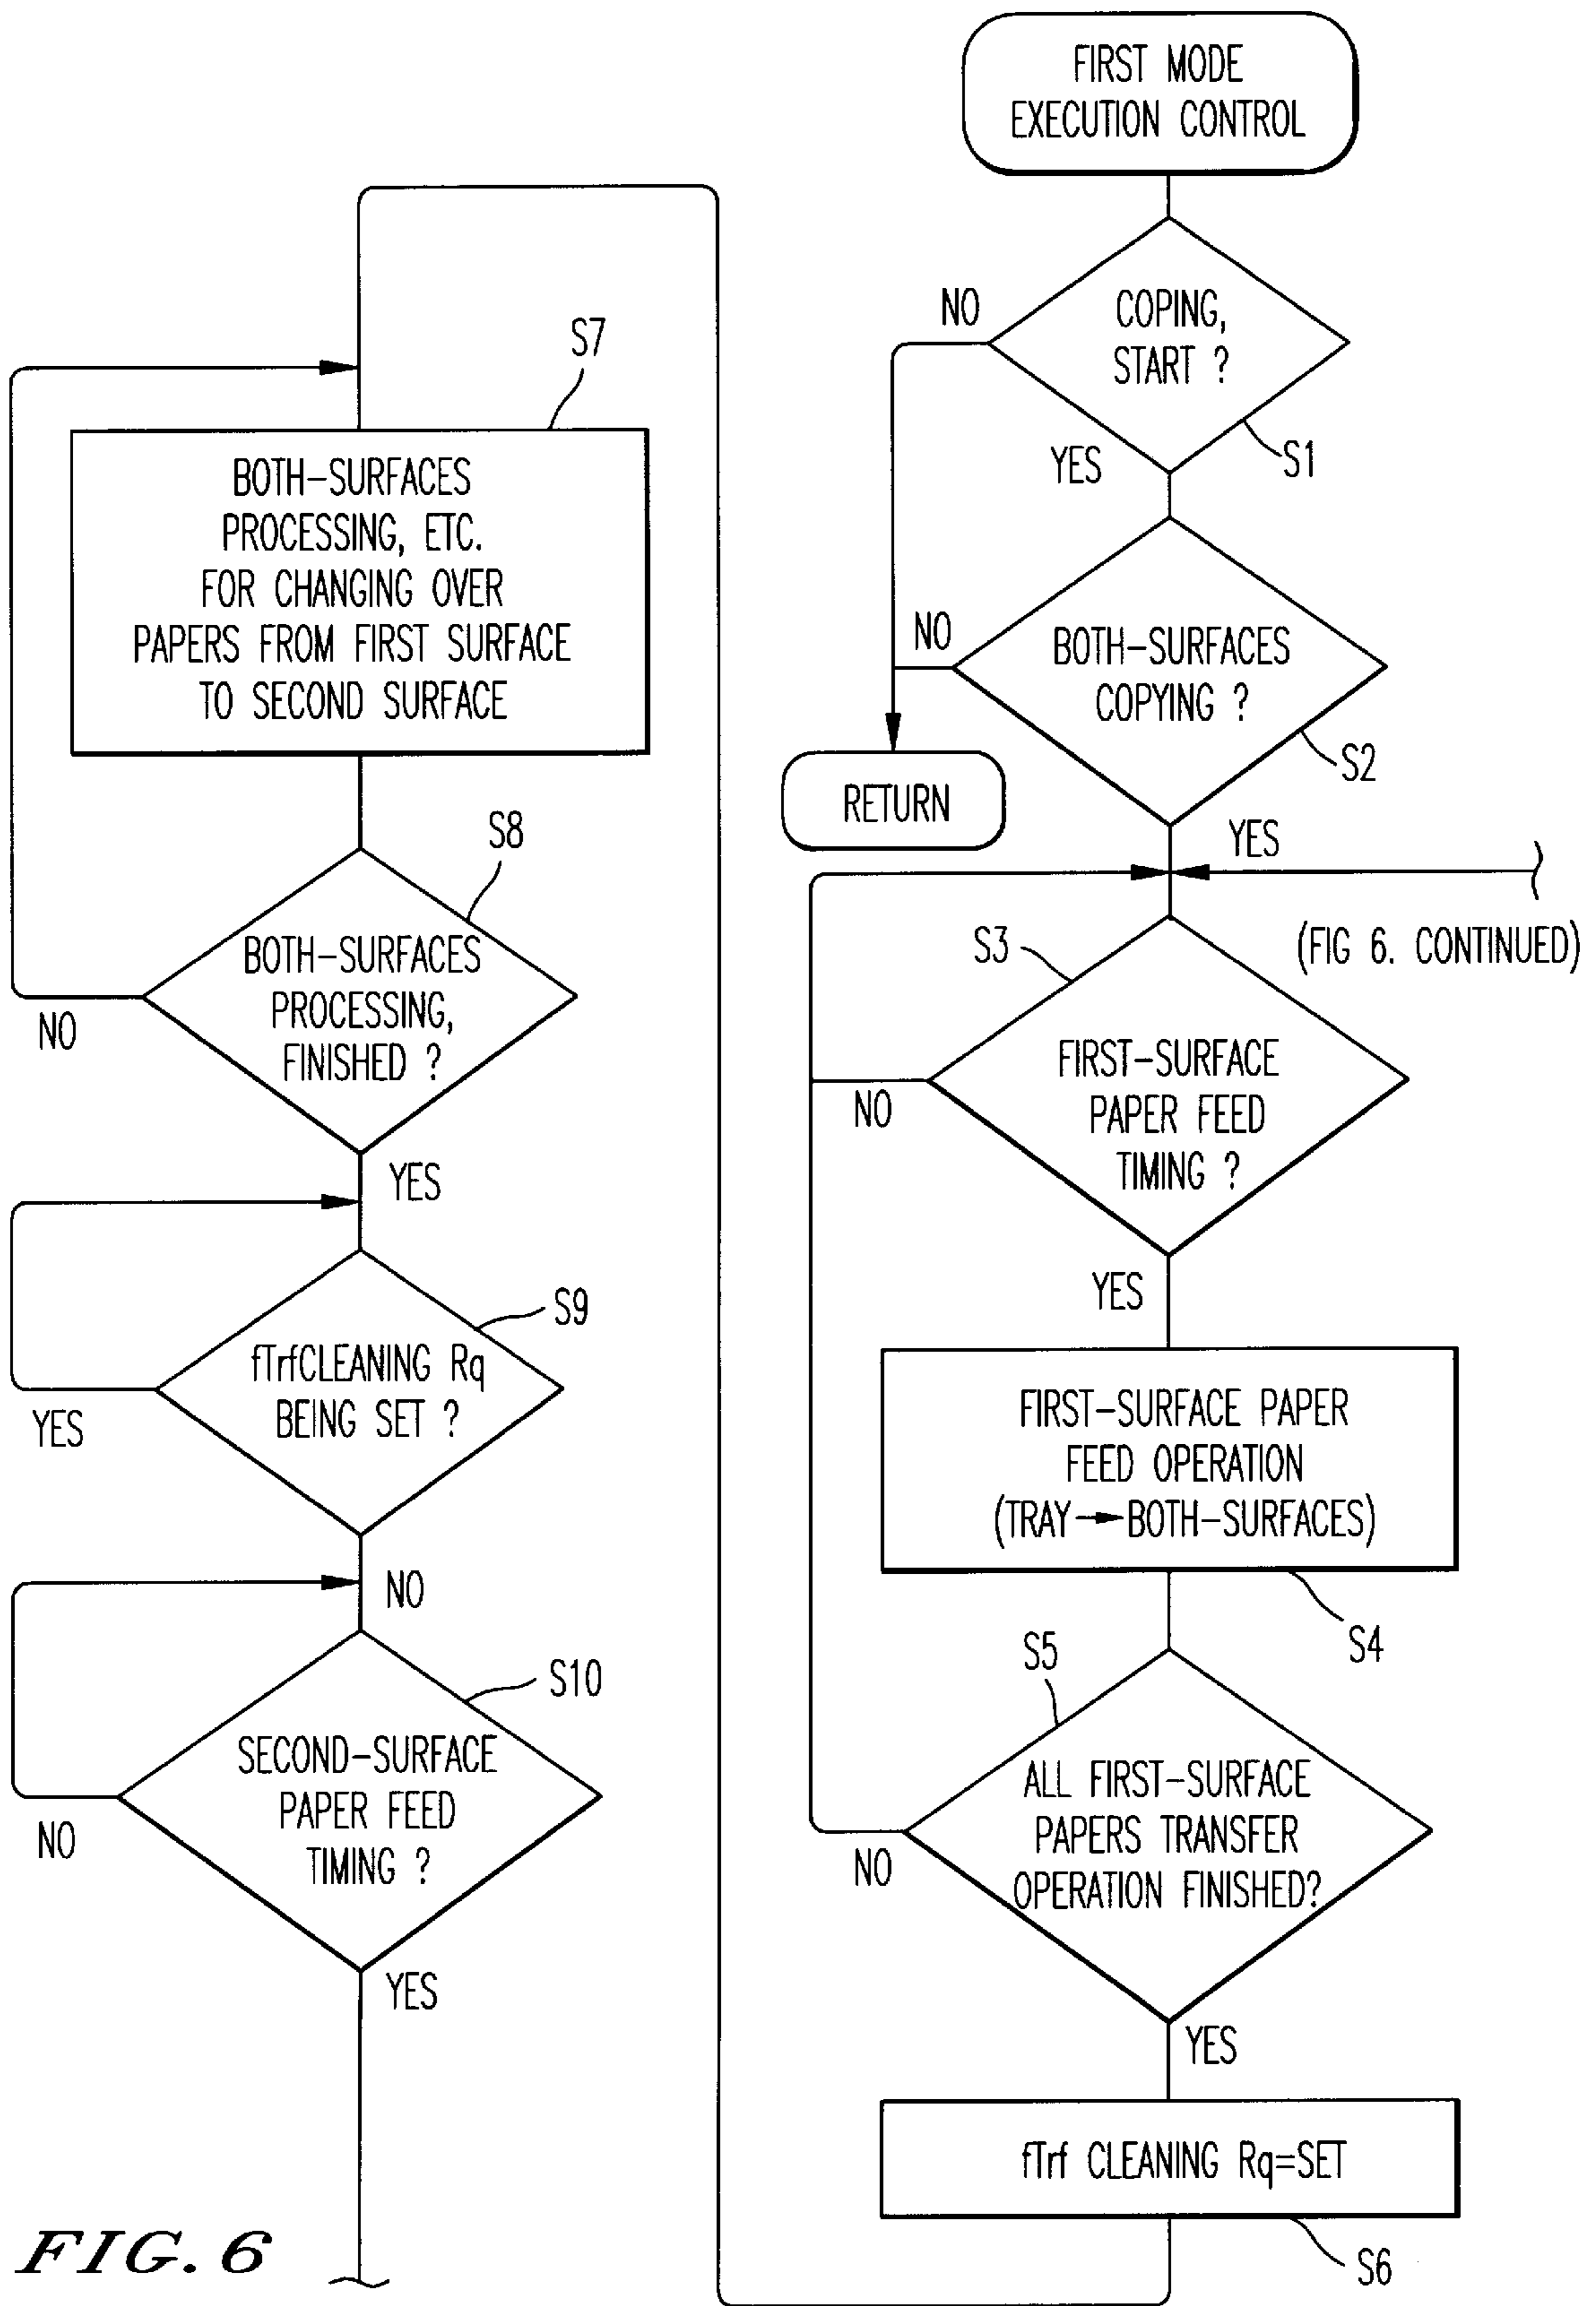 FIRST MODE
EXECUTION CONTROL
COPING,
START ?
NO
YES
S1
BOTH-SURFACES
COPYING ?
NO
S2
RETURN
YES
(FIG 6. CONTINUED)
S3
FIRST-SURFACE
PAPER FEED
TIMING ?
NO
YES
FIRST-SURFACE PAPER
FEED OPERATION
(TRAY→BOTH-SURFACES)
S4
S5
ALL FIRST-SURFACE
PAPERS TRANSFER
OPERATION FINISHED?
NO
YES
fTrf CLEANING Rq=SET
S6
S7
BOTH-SURFACES
PROCESSING, ETC.
FOR CHANGING OVER
PAPERS FROM FIRST SURFACE
TO SECOND SURFACE
S8
BOTH-SURFACES
PROCESSING,
FINISHED ?
NO
YES
S9
fTrfCLEANING Rq
BEING SET ?
YES
NO
S10
SECOND-SURFACE
PAPER FEED
TIMING ?
NO
YES
FIG. 6